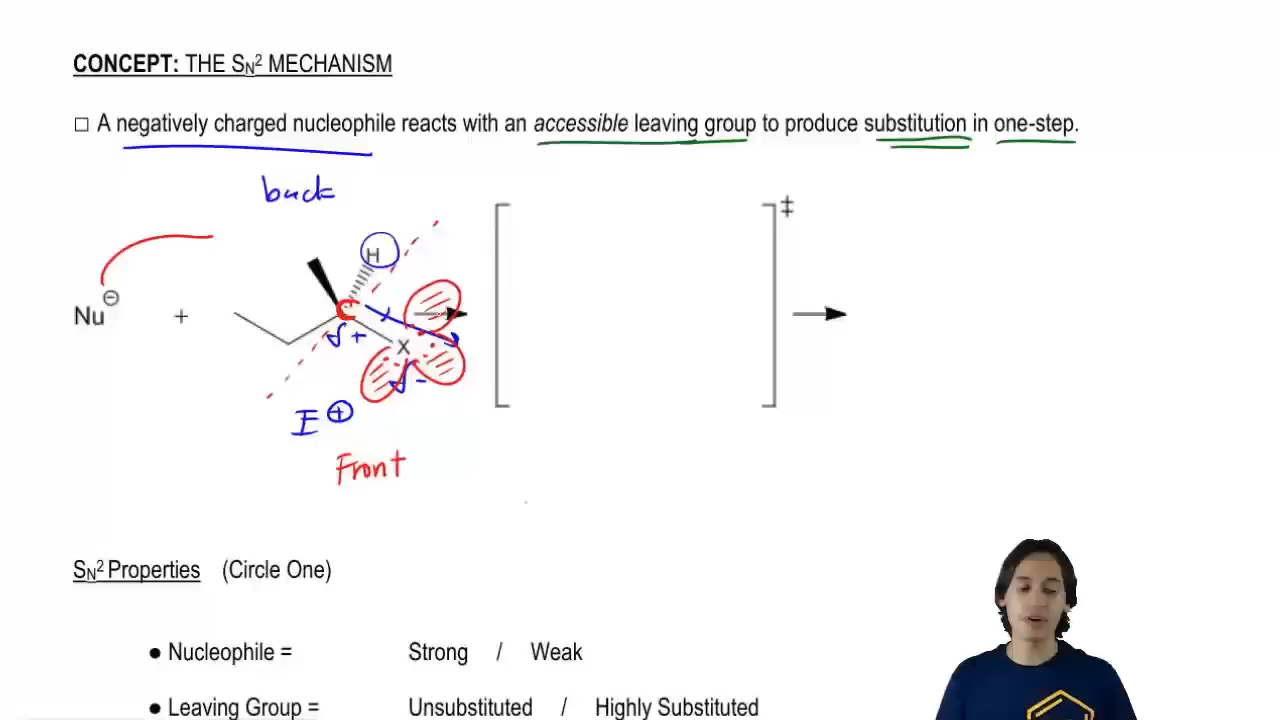 CONCEPT: THE SN2 MECHANISM
□ A negatively charged nucleophile reacts with an accessible leaving group to produce substitution in one-step.
back
‡
H
Nu⊖ + C
δ+ X
δ-
E⊕
Front
SN2 Properties (Circle One)
● Nucleophile = Strong / Weak
● Leaving Group = Unsubstituted / Highly Substituted